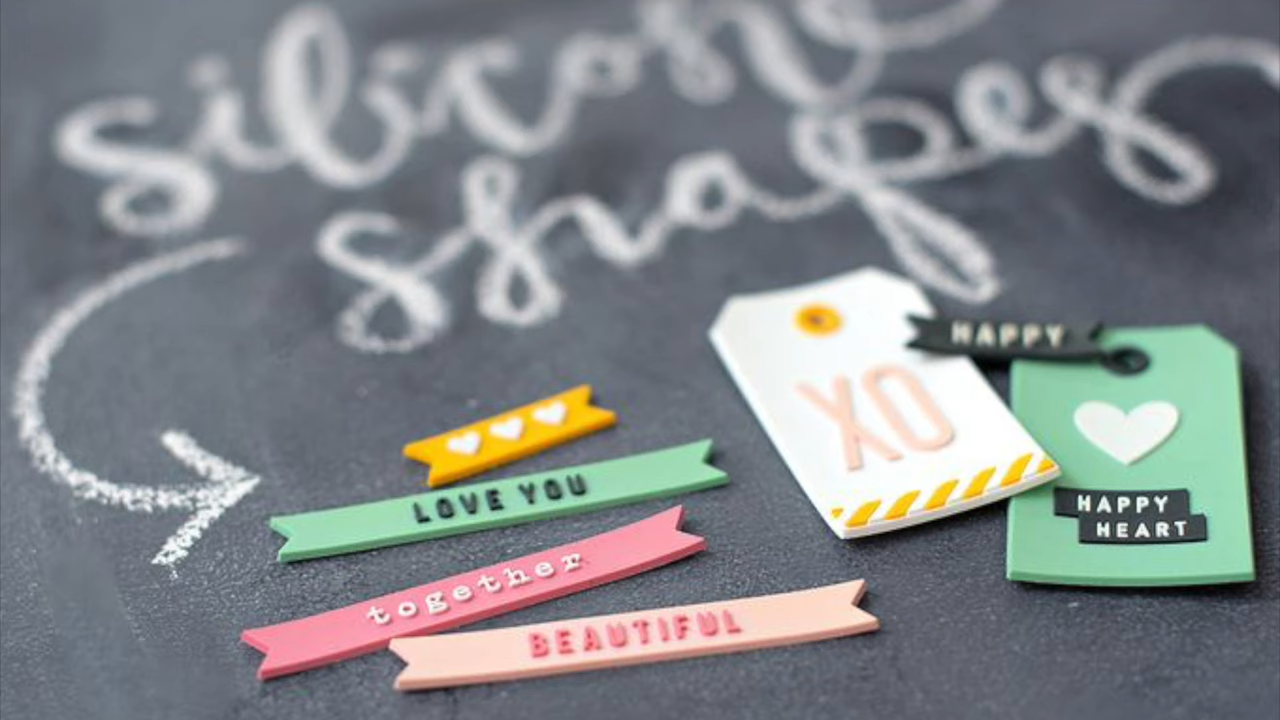 silicone
shapes
HAPPY
XO
HAPPY
HEART
LOVE YOU
together
BEAUTIFUL